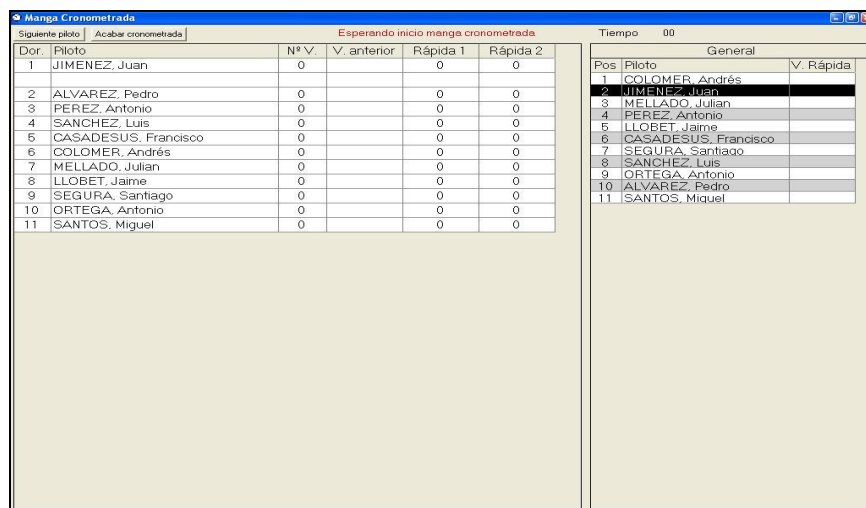 Manga Cronometrada
Siguiente piloto Acabar cronometrada Esperando inicio manga cronometrada Tiempo 00
Dor. Piloto Nº V. V. anterior Rápida 1 Rápida 2
1 JIMENEZ, Juan 0 0 0
2 ALVAREZ, Pedro 0 0 0
3 PEREZ, Antonio 0 0 0
4 SANCHEZ, Luis 0 0 0
5 CASADESUS, Francisco 0 0 0
6 COLOMER, Andrés 0 0 0
7 MELLADO, Julian 0 0 0
8 LLOBET, Jaime 0 0 0
9 SEGURA, Santiago 0 0 0
10 ORTEGA, Antonio 0 0 0
11 SANTOS, Miguel 0 0 0
General
Pos Piloto V. Rápida
1 COLOMER, Andrés
2 JIMENEZ, Juan
3 MELLADO, Julian
4 PEREZ, Antonio
5 LLOBET, Jaime
6 CASADESUS, Francisco
7 SEGURA, Santiago
8 SANCHEZ, Luis
9 ORTEGA, Antonio
10 ALVAREZ, Pedro
11 SANTOS, Miguel